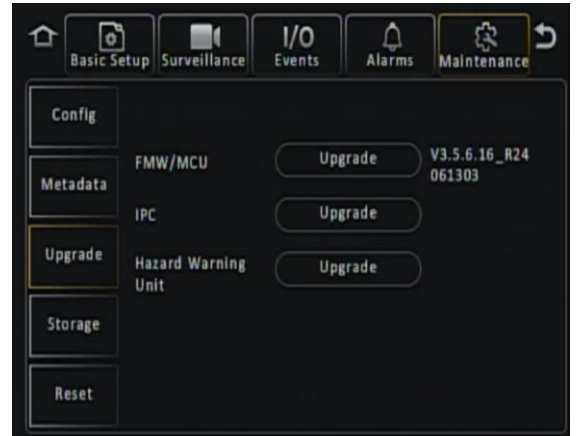 Basic Setup
Surveillance
I/O
Events
Alarms
Maintenance
Config
Metadata
Upgrade
Storage
Reset
FMW/MCU
Upgrade
V3.5.6.16_R24
061303
IPC
Upgrade
Hazard Warning
Unit
Upgrade